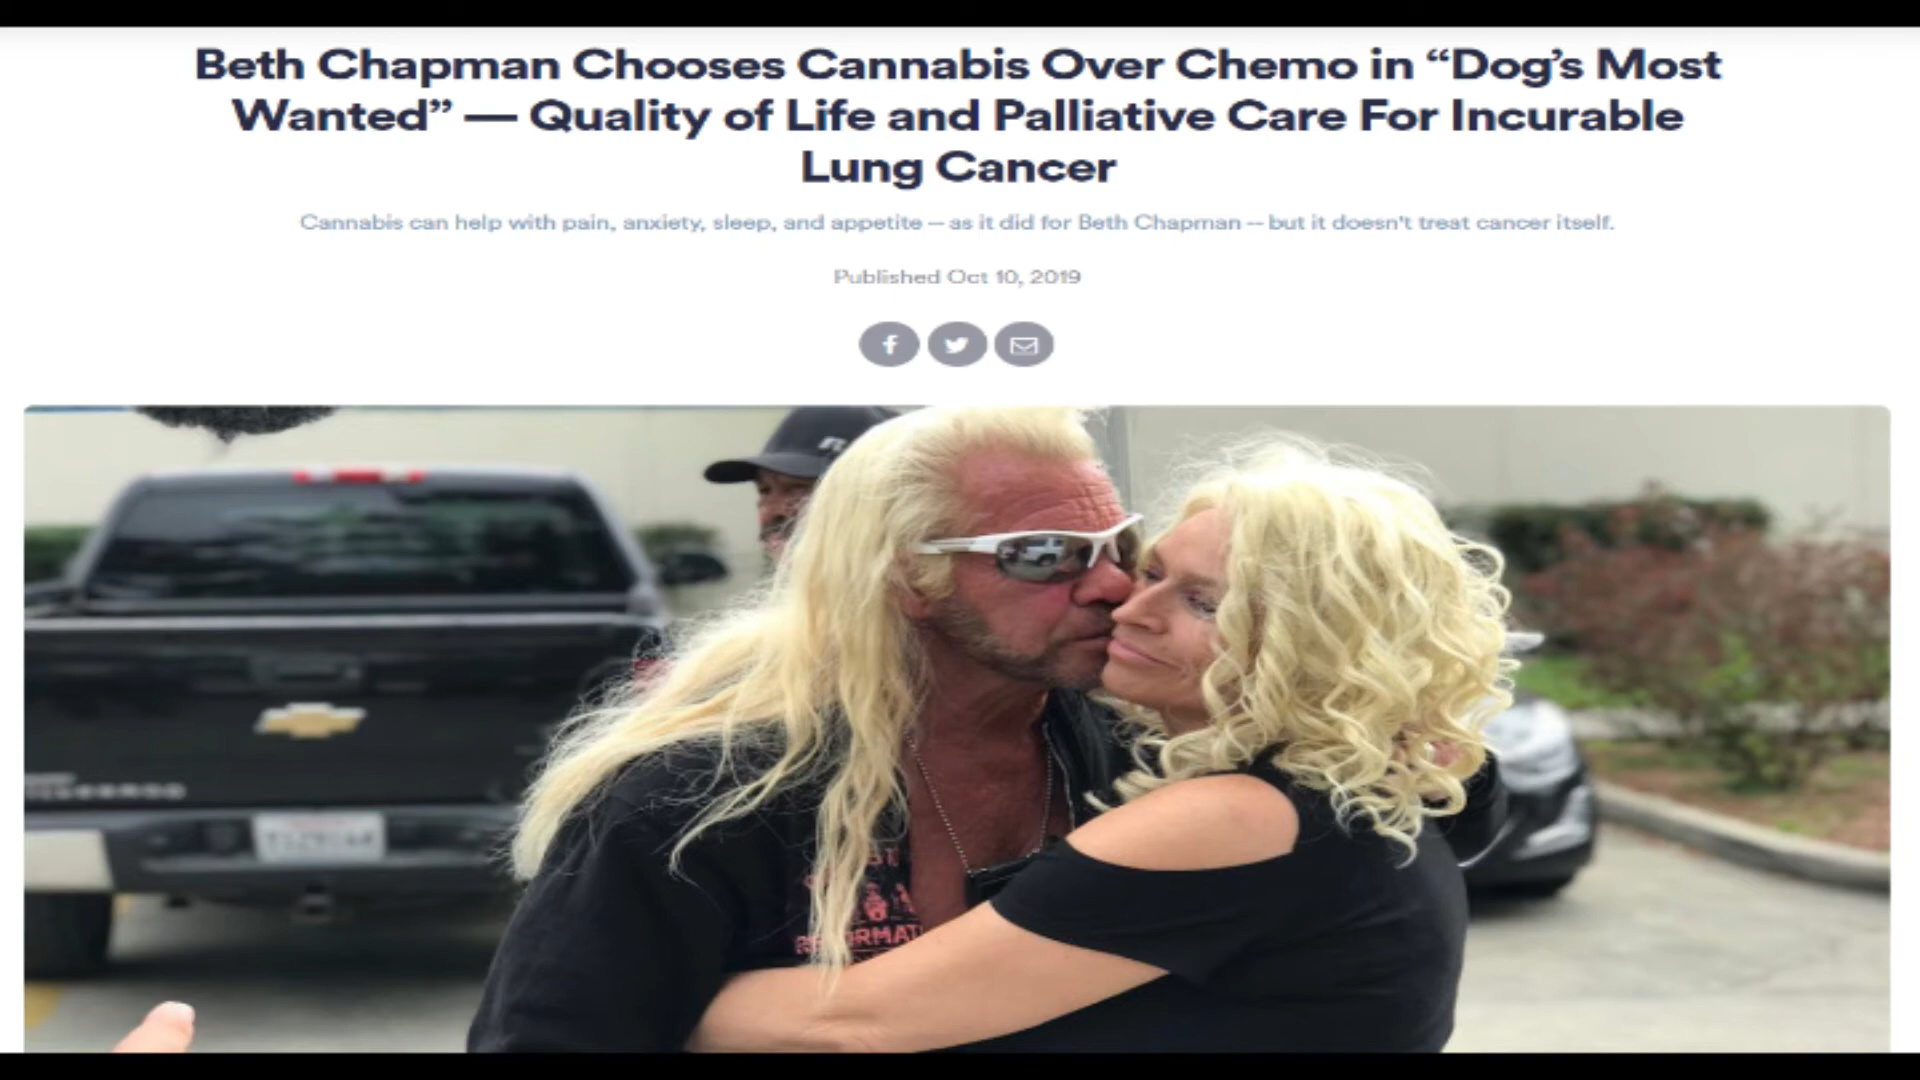 Beth Chapman Chooses Cannabis Over Chemo in “Dog’s Most
Wanted” — Quality of Life and Palliative Care For Incurable
Lung Cancer
Cannabis can help with pain, anxiety, sleep, and appetite -- as it did for Beth Chapman -- but it doesn't treat cancer itself.
Published Oct 10, 2019